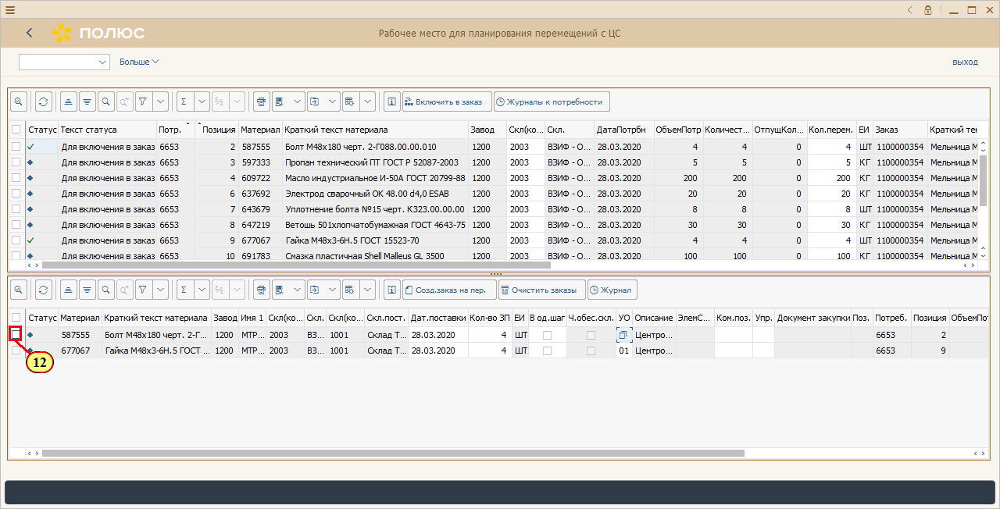 ПОЛЮС
Рабочее место для планирования перемещений с ЦС
Больше
выход
Включить в заказ Журналы к потребности
Статус Текст статуса Потр. Позиция Материал Краткий текст материала Завод Скл(ко... Скл. ДатаПотрбн ОбъемПотр Количест... ОтпущКол... Кол.перем. ЕИ Заказ Краткий тек
Для включения в заказ 6653 2 587555 Болт М48х180 черт. 2-Г088.00.00.010 1200 2003 ВЗИФ - О... 28.03.2020 4 4 0 4 ШТ 1100000354 Мельница М
Для включения в заказ 6653 3 597333 Пропан технический ПТ ГОСТ Р 52087-2003 1200 2003 ВЗИФ - О... 28.03.2020 5 5 0 5 КГ 1100000354 Мельница М
Для включения в заказ 6653 4 609722 Масло индустриальное И-50А ГОСТ 20799-88 1200 2003 ВЗИФ - О... 28.03.2020 200 200 0 200 КГ 1100000354 Мельница М
Для включения в заказ 6653 6 637692 Электрод сварочный ОК 48.00 d4,0 ESAB 1200 2003 ВЗИФ - О... 28.03.2020 20 20 0 20 КГ 1100000354 Мельница М
Для включения в заказ 6653 7 643679 Уплотнение болта №15 черт. К323.00.00.00 1200 2003 ВЗИФ - О... 28.03.2020 8 8 0 8 ШТ 1100000354 Мельница М
Для включения в заказ 6653 8 647219 Ветошь 501хлопчатобумажная ГОСТ 4643-75 1200 2003 ВЗИФ - О... 28.03.2020 30 30 0 30 КГ 1100000354 Мельница М
Для включения в заказ 6653 9 677067 Гайка М48х3-6Н.5 ГОСТ 15523-70 1200 2003 ВЗИФ - О... 28.03.2020 4 4 0 4 ШТ 1100000354 Мельница М
Для включения в заказ 6653 10 691783 Смазка пластичная Shell Malleus GL 3500 1200 2003 ВЗИФ - О... 28.03.2020 100 100 0 100 КГ 1100000354 Мельница М
Созд.заказ на пер. Очистить заказы Журнал
Статус Материал Краткий текст материала Завод Имя 1 Скл(ко... Скл. Скл(ко... Скл.пост. Дат.поставки Кол-во ЗП ЕИ В од.шаг Ч.обес.скл. УО Описание ЭлемС... Ком.поз. Упр. Документ закупки Поз. Потреб. Позиция ОбъемПот
587555 Болт М48х180 черт. 2-Г... 1200 МТР... 2003 ВЗ... 1001 Склад Т... 28.03.2020 4 ШТ Центро... 6653 2
677067 Гайка М48х3-6Н.5 ГОСТ ... 1200 МТР... 2003 ВЗ... 1001 Склад Т... 28.03.2020 4 ШТ 01 Центро... 6653 9
12